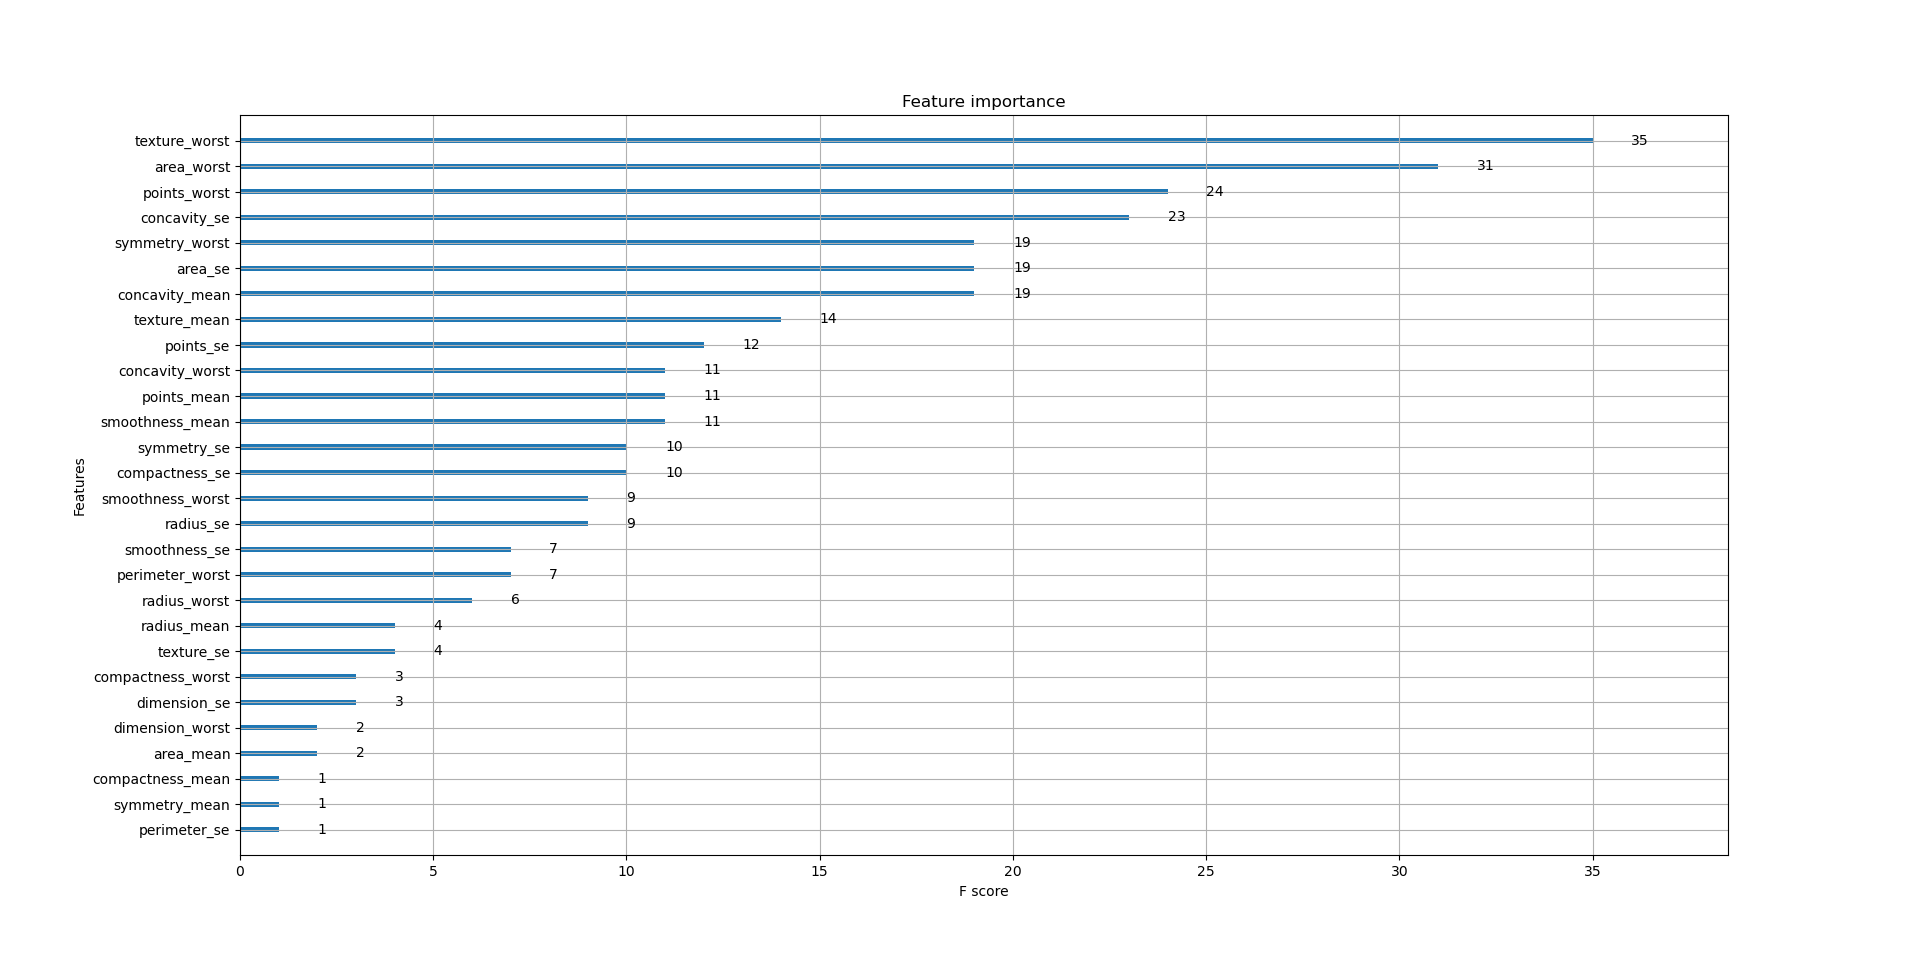 Feature importance
texture_worst 35
area_worst 31
points_worst 24
concavity_se 23
symmetry_worst 19
area_se 19
concavity_mean 19
texture_mean 14
points_se 12
concavity_worst 11
points_mean 11
smoothness_mean 11
symmetry_se 10
compactness_se 10
smoothness_worst 9
radius_se 9
smoothness_se 7
perimeter_worst 7
radius_worst 6
radius_mean 4
texture_se 4
compactness_worst 3
dimension_se 3
dimension_worst 2
area_mean 2
compactness_mean 1
symmetry_mean 1
perimeter_se 1
Features
0 5 10 15 20 25 30 35
F score